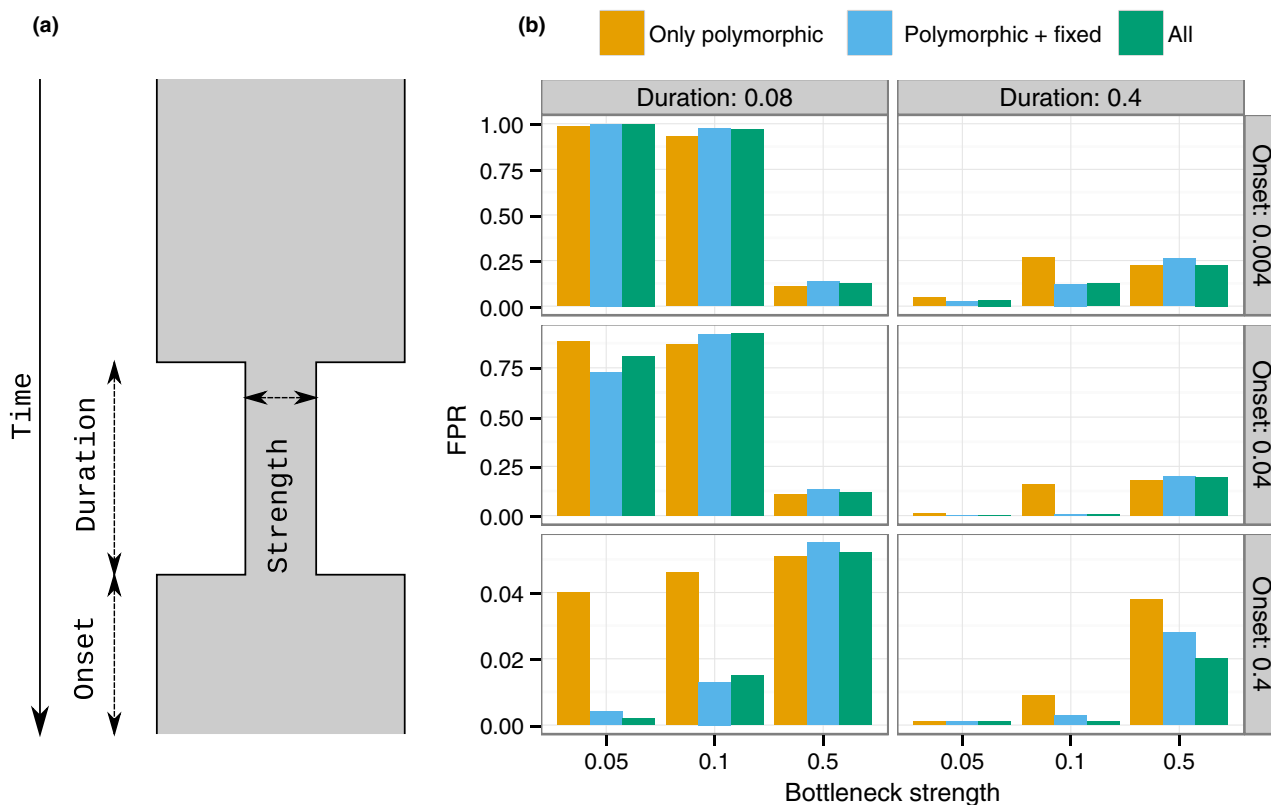 (a)
Time
Duration
Strength
Onset
(b)
Only polymorphic
Polymorphic + fixed
All
Duration: 0.08
Duration: 0.4
1.00
0.75
0.50
0.25
0.00
Onset: 0.004
FPR
0.75
0.50
0.25
0.00
Onset: 0.04
0.04
0.02
0.00
Onset: 0.4
0.05
0.1
0.5
0.05
0.1
0.5
Bottleneck strength